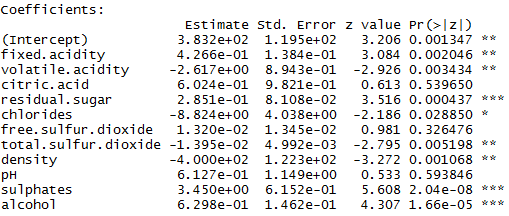 Coefficients:
Estimate Std. Error z value Pr(>|z|)
(Intercept) 3.832e+02 1.195e+02 3.206 0.001347 **
fixed.acidity 4.266e-01 1.384e-01 3.084 0.002046 **
volatile.acidity -2.617e+00 8.943e-01 -2.926 0.003434 **
citric.acid 6.024e-01 9.821e-01 0.613 0.539650
residual.sugar 2.851e-01 8.108e-02 3.516 0.000437 ***
chlorides -8.824e+00 4.038e+00 -2.186 0.028850 *
free.sulfur.dioxide 1.320e-02 1.345e-02 0.981 0.326476
total.sulfur.dioxide -1.395e-02 4.992e-03 -2.795 0.005198 **
density -4.000e+02 1.223e+02 -3.272 0.001068 **
pH 6.127e-01 1.149e+00 0.533 0.593846
sulphates 3.450e+00 6.152e-01 5.608 2.04e-08 ***
alcohol 6.298e-01 1.462e-01 4.307 1.66e-05 ***